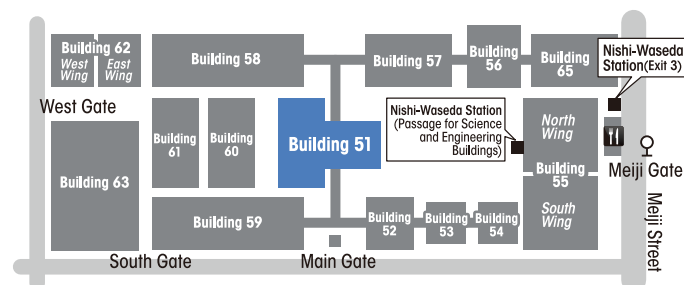 Building 62
West
Wing
East
Wing
Building 58
Building 57
Building
56
Building
65
Nishi-Waseda
Station(Exit 3)
West Gate
Nishi-Waseda Station
(Passage for Science
and Engineering
Buildings)
North
Wing
Building
61
Building
60
Building 51
Building 63
Building
55
Meiji Gate
South
Wing
Building 59
Building
52
Building
53
Building
54
Meiji Street
South Gate
Main Gate